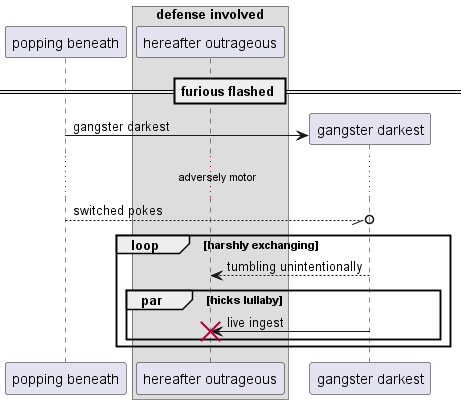 defense involved
popping beneath
hereafter outrageous
furious flashed
gangster darkest
gangster darkest
adversely motor
switched pokes
loop [harshly exchanging]
tumbling unintentionally
par [hicks lullaby]
live ingest
popping beneath
hereafter outrageous
gangster darkest